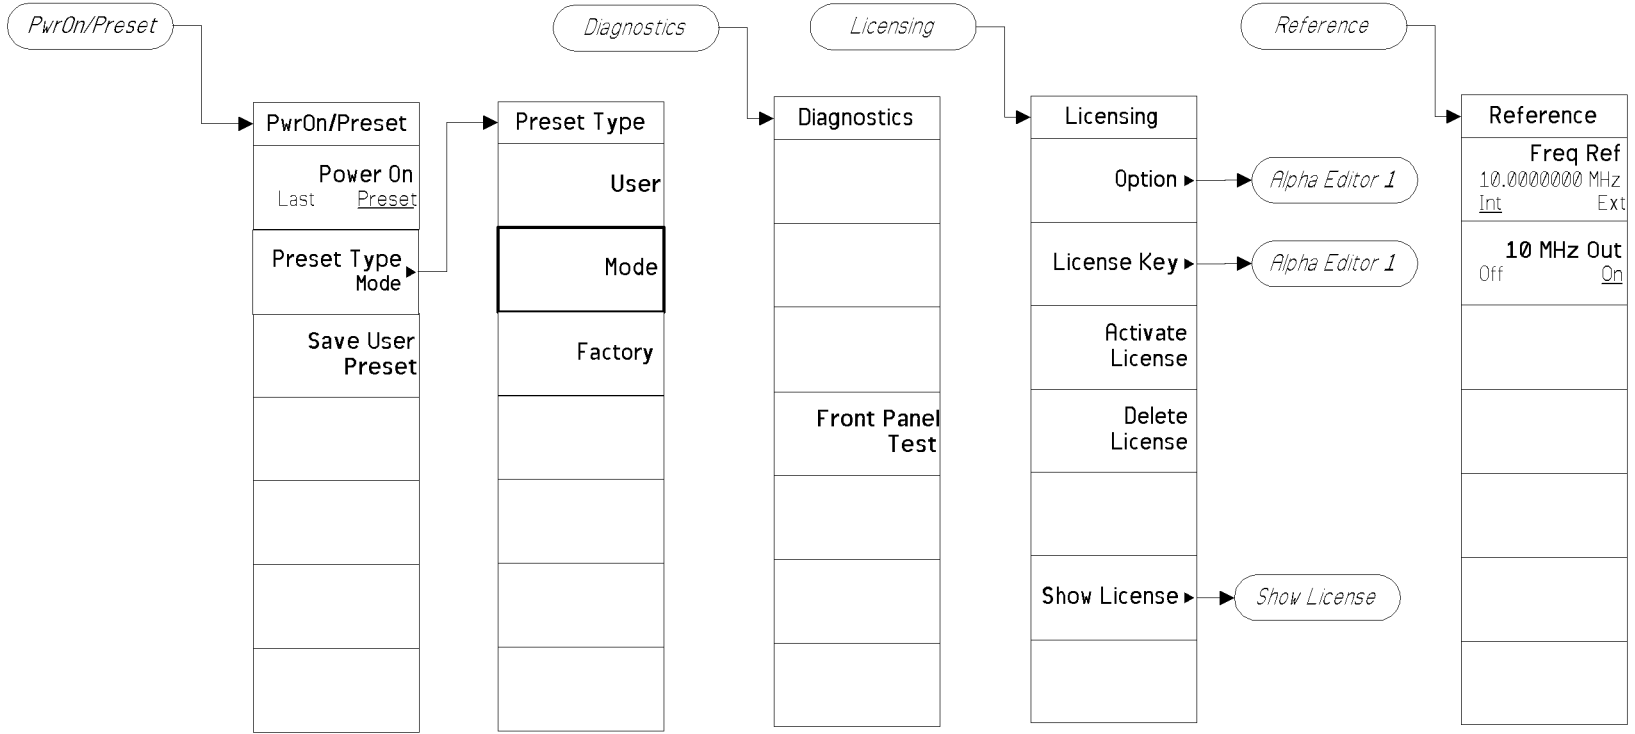 PwrOn/Preset
Diagnostics
Licensing
Reference
PwrOn/Preset
Power On
Last Preset
Preset Type
Mode
Save User
Preset
Preset Type
User
Mode
Factory
Diagnostics
Front Panel
Test
Licensing
Option
Alpha Editor 1
License Key
Alpha Editor 1
Activate
License
Delete
License
Show License
Show License
Reference
Freq Ref
10.0000000 MHz
Int Ext
10 MHz Out
Off On